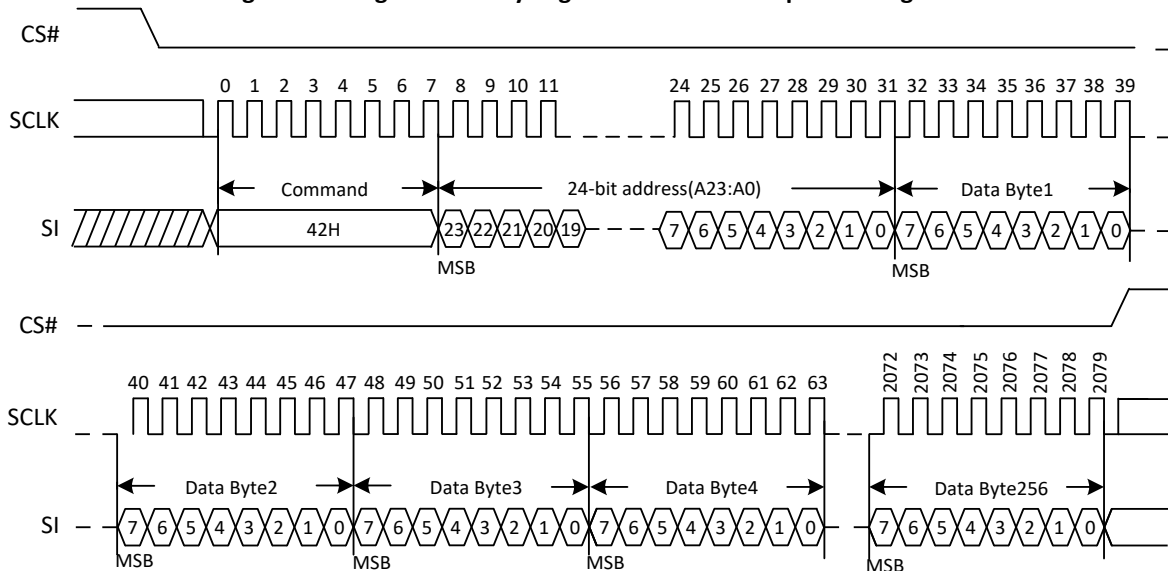 CS#
0 1 2 3 4 5 6 7 8 9 10 11 24 25 26 27 28 29 30 31 32 33 34 35 36 37 38 39
SCLK
Command 24-bit address(A23:A0) Data Byte1
SI 42H 23 22 21 20 19 7 6 5 4 3 2 1 0 7 6 5 4 3 2 1 0
MSB MSB
CS#
40 41 42 43 44 45 46 47 48 49 50 51 52 53 54 55 56 57 58 59 60 61 62 63 2072 2073 2074 2075 2076 2077 2078 2079
SCLK
Data Byte2 Data Byte3 Data Byte4 Data Byte256
SI 7 6 5 4 3 2 1 0 7 6 5 4 3 2 1 0 7 6 5 4 3 2 1 0 7 6 5 4 3 2 1 0
MSB MSB MSB MSB